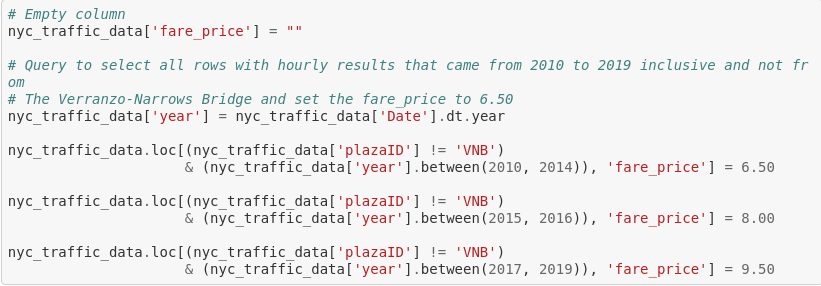 # Empty column
nyc_traffic_data['fare_price'] = ""

# Query to select all rows with hourly results that came from 2010 to 2019 inclusive and not fr
om
# The Verranzo-Narrows Bridge and set the fare_price to 6.50
nyc_traffic_data['year'] = nyc_traffic_data['Date'].dt.year

nyc_traffic_data.loc[(nyc_traffic_data['plazaID'] != 'VNB')
                     & (nyc_traffic_data['year'].between(2010, 2014)), 'fare_price'] = 6.50

nyc_traffic_data.loc[(nyc_traffic_data['plazaID'] != 'VNB')
                     & (nyc_traffic_data['year'].between(2015, 2016)), 'fare_price'] = 8.00

nyc_traffic_data.loc[(nyc_traffic_data['plazaID'] != 'VNB')
                     & (nyc_traffic_data['year'].between(2017, 2019)), 'fare_price'] = 9.50